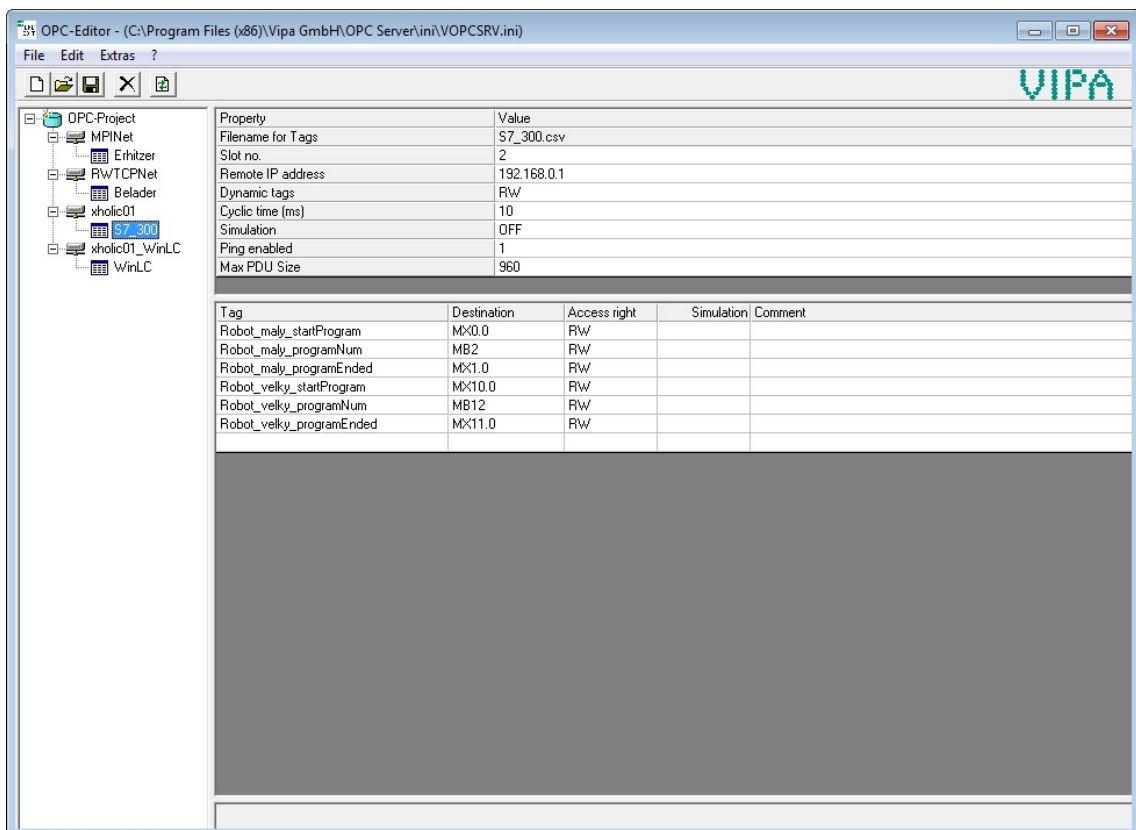 OPC-Editor - (C:\Program Files (x86)\Vipa GmbH\OPC Server\ini\VOPCSRV.ini)
File Edit Extras ?
VIPA
OPC-Project
MPINet
Erhitzer
RWTCPNet
Belader
xholic01
S7_300
xholic01_WinLC
WinLC
Property Value
Filename for Tags S7_300.csv
Slot no. 2
Remote IP address 192.168.0.1
Dynamic tags RW
Cyclic time (ms) 10
Simulation OFF
Ping enabled 1
Max PDU Size 960
Tag Destination Access right Simulation Comment
Robot_maly_startProgram MX0.0 RW
Robot_maly_programNum MB2 RW
Robot_maly_programEnded MX1.0 RW
Robot_velky_startProgram MX10.0 RW
Robot_velky_programNum MB12 RW
Robot_velky_programEnded MX11.0 RW